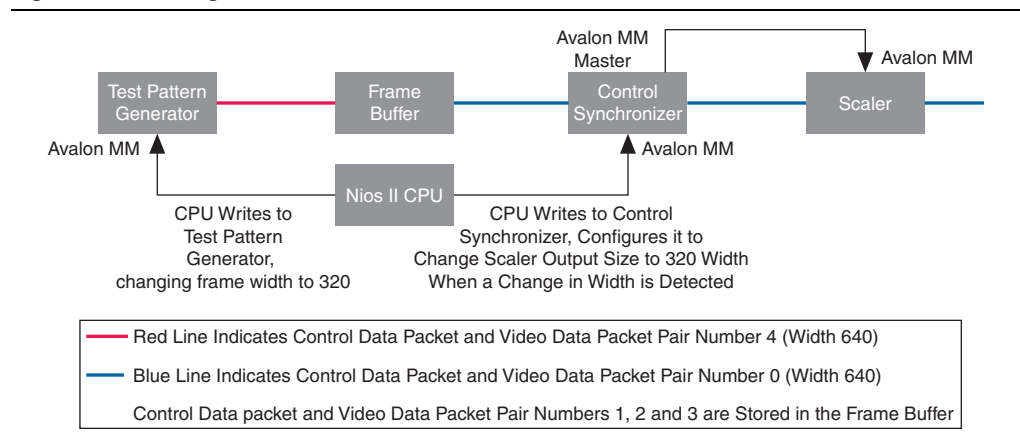 Avalon MM
Master
Avalon MM
Test Pattern
Generator
Frame
Buffer
Control
Synchronizer
Scaler
Avalon MM
Avalon MM
Nios II CPU
CPU Writes to
Test Pattern
Generator,
changing frame width to 320
CPU Writes to Control
Synchronizer, Configures it to
Change Scaler Output Size to 320 Width
When a Change in Width is Detected
Red Line Indicates Control Data Packet and Video Data Packet Pair Number 4 (Width 640)
Blue Line Indicates Control Data Packet and Video Data Packet Pair Number 0 (Width 640)
Control Data packet and Video Data Packet Pair Numbers 1, 2 and 3 are Stored in the Frame Buffer